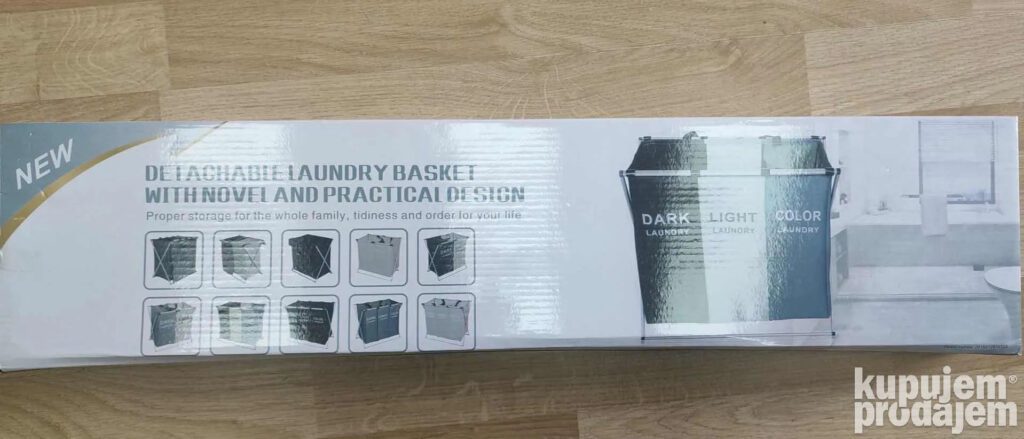 NEW
DETACHABLE LAUNDRY BASKET
WITH NOVEL AND PRACTICAL DESIGN
Proper storage for the whole family, tidiness and order for your life
DARK LIGHT COLOR
LAUNDRY LAUNDRY LAUNDRY
kupujem®
prodajem